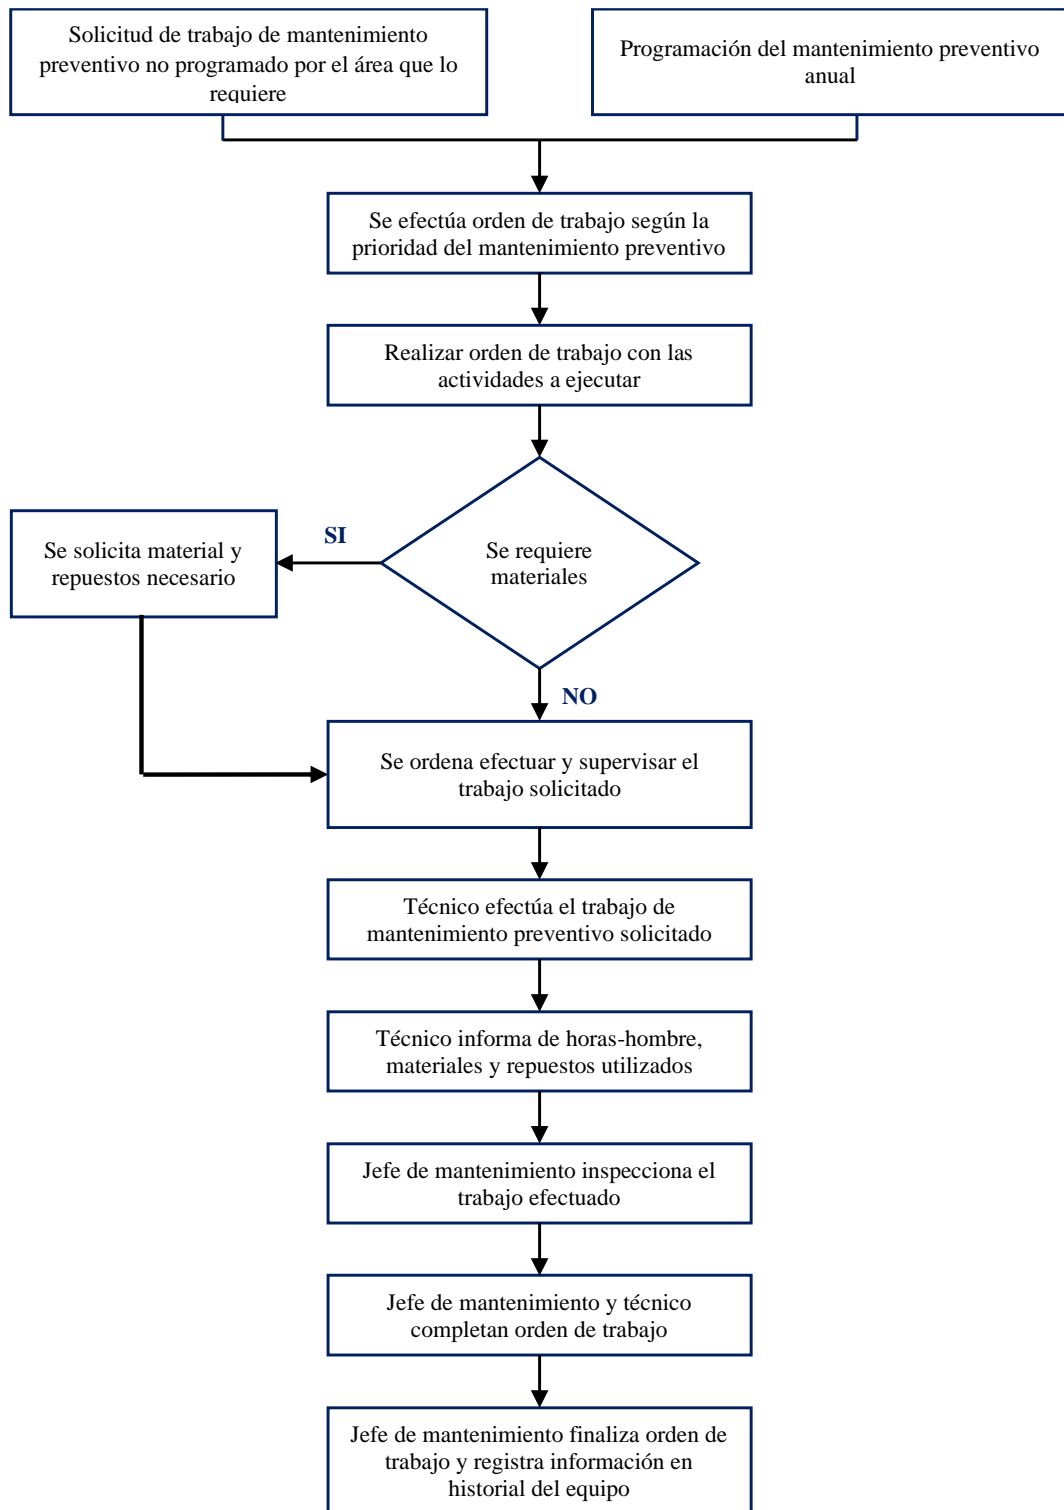 Solicitud de trabajo de mantenimiento
preventivo no programado por el área que lo
requiere
Programación del mantenimiento preventivo
anual
Se efectúa orden de trabajo según la
prioridad del mantenimiento preventivo
Realizar orden de trabajo con las
actividades a ejecutar
Se requiere
materiales
SI
Se solicita material y
repuestos necesario
NO
Se ordena efectuar y supervisar el
trabajo solicitado
Técnico efectúa el trabajo de
mantenimiento preventivo solicitado
Técnico informa de horas-hombre,
materiales y repuestos utilizados
Jefe de mantenimiento inspecciona el
trabajo efectuado
Jefe de mantenimiento y técnico
completan orden de trabajo
Jefe de mantenimiento finaliza orden de
trabajo y registra información en
historial del equipo